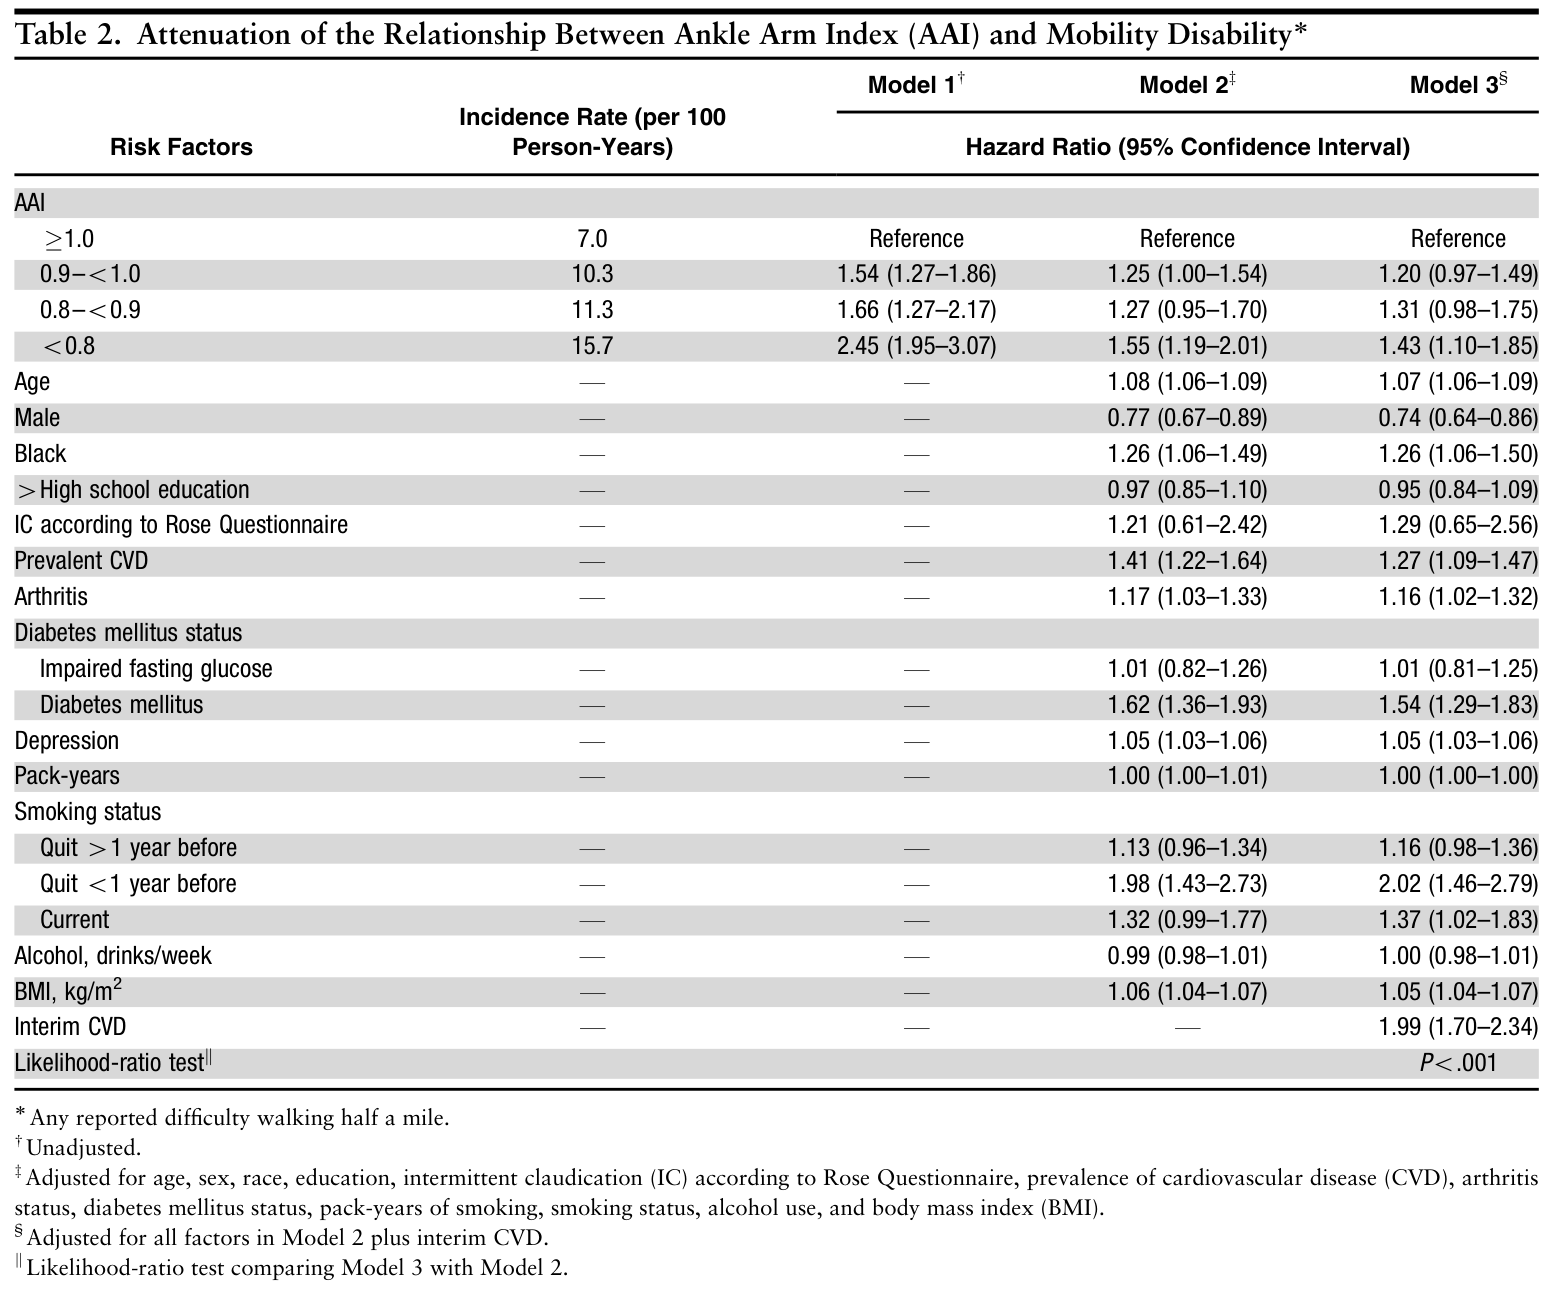 Table 2. Attenuation of the Relationship Between Ankle Arm Index (AAI) and Mobility Disability*
Model 1† Model 2‡ Model 3§
Incidence Rate (per 100
Risk Factors Person-Years) Hazard Ratio (95% Confidence Interval)
AAI
≥1.0 7.0 Reference Reference Reference
0.9–<1.0 10.3 1.54 (1.27–1.86) 1.25 (1.00–1.54) 1.20 (0.97–1.49)
0.8–<0.9 11.3 1.66 (1.27–2.17) 1.27 (0.95–1.70) 1.31 (0.98–1.75)
<0.8 15.7 2.45 (1.95–3.07) 1.55 (1.19–2.01) 1.43 (1.10–1.85)
Age — — 1.08 (1.06–1.09) 1.07 (1.06–1.09)
Male — — 0.77 (0.67–0.89) 0.74 (0.64–0.86)
Black — — 1.26 (1.06–1.49) 1.26 (1.06–1.50)
>High school education — — 0.97 (0.85–1.10) 0.95 (0.84–1.09)
IC according to Rose Questionnaire — — 1.21 (0.61–2.42) 1.29 (0.65–2.56)
Prevalent CVD — — 1.41 (1.22–1.64) 1.27 (1.09–1.47)
Arthritis — — 1.17 (1.03–1.33) 1.16 (1.02–1.32)
Diabetes mellitus status
Impaired fasting glucose — — 1.01 (0.82–1.26) 1.01 (0.81–1.25)
Diabetes mellitus — — 1.62 (1.36–1.93) 1.54 (1.29–1.83)
Depression — — 1.05 (1.03–1.06) 1.05 (1.03–1.06)
Pack-years — — 1.00 (1.00–1.01) 1.00 (1.00–1.00)
Smoking status
Quit >1 year before — — 1.13 (0.96–1.34) 1.16 (0.98–1.36)
Quit <1 year before — — 1.98 (1.43–2.73) 2.02 (1.46–2.79)
Current — — 1.32 (0.99–1.77) 1.37 (1.02–1.83)
Alcohol, drinks/week — — 0.99 (0.98–1.01) 1.00 (0.98–1.01)
BMI, kg/m² — — 1.06 (1.04–1.07) 1.05 (1.04–1.07)
Interim CVD — — — 1.99 (1.70–2.34)
Likelihood-ratio test‖ P<.001
* Any reported difficulty walking half a mile.
† Unadjusted.
‡ Adjusted for age, sex, race, education, intermittent claudication (IC) according to Rose Questionnaire, prevalence of cardiovascular disease (CVD), arthritis
status, diabetes mellitus status, pack-years of smoking, smoking status, alcohol use, and body mass index (BMI).
§ Adjusted for all factors in Model 2 plus interim CVD.
‖ Likelihood-ratio test comparing Model 3 with Model 2.